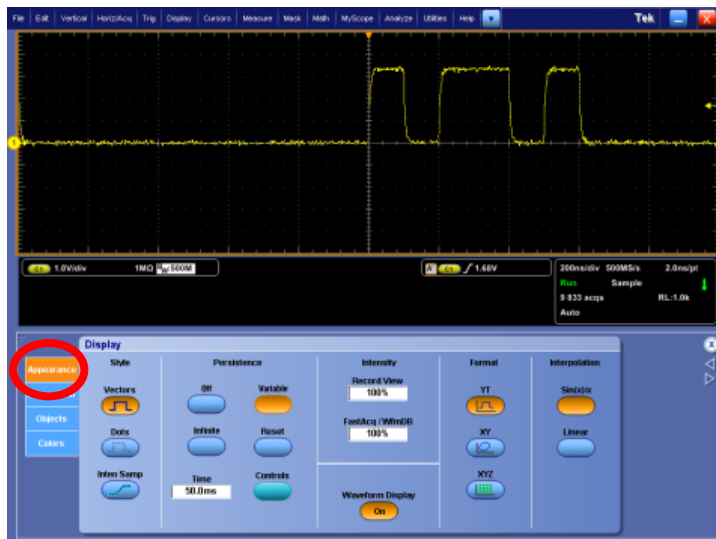 File Edit Vertical Horiz/Acq Trig Display Cursors Measure Mask Math MyScope Analyze Utilities Help Tek X
1
C1 1.0V/div 1MΩ BW:500M
A' C1 1.68V
200ns/div 500MS/s 2.0ns/pt
Run Sample
9 833 acqs RL:1.0k
Auto
Display X
Appearance
Objects
Colors
Style
Vectors
Dots
Inten Samp
Persistence
Off Variable
Infinite Reset
Time Controls
50.0ms
Intensity
Record View
100%
FastAcq / WfmDB
100%
Waveform Display
On
Format
YT
XY
XYZ
Interpolation
Sin(x)/x
Linear